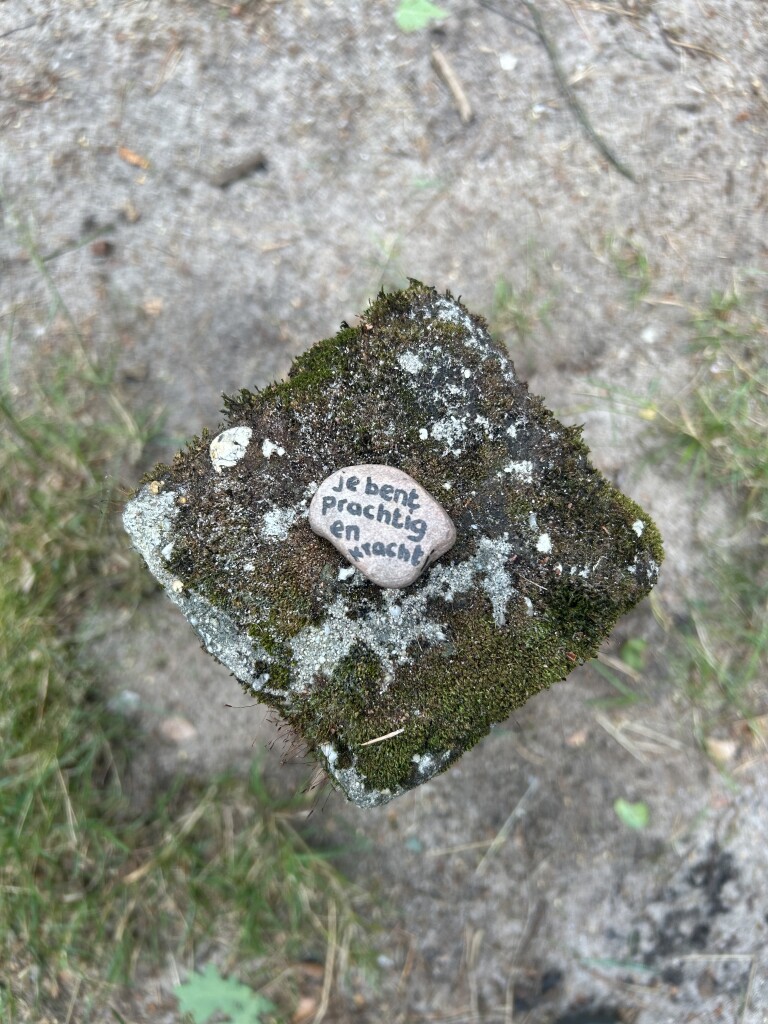 je bent
prachtig
en
kracht